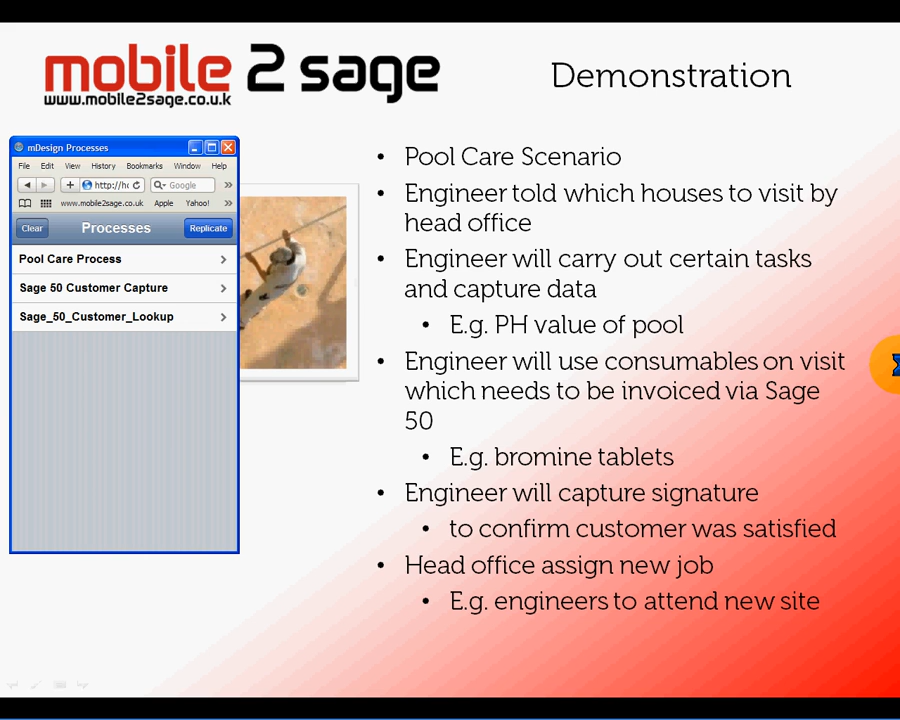 mobile 2 sage
www.mobile2sage.co.uk
Demonstration
mDesign Processes
File Edit View History Bookmarks Window Help
http://hc Google
www.mobile2sage.co.uk Apple Yahoo!
Clear Processes Replicate
Pool Care Process
Sage 50 Customer Capture
Sage_50_Customer_Lookup
• Pool Care Scenario
• Engineer told which houses to visit by
head office
• Engineer will carry out certain tasks
and capture data
• E.g. PH value of pool
• Engineer will use consumables on visit
which needs to be invoiced via Sage
50
• E.g. bromine tablets
• Engineer will capture signature
• to confirm customer was satisfied
• Head office assign new job
• E.g. engineers to attend new site